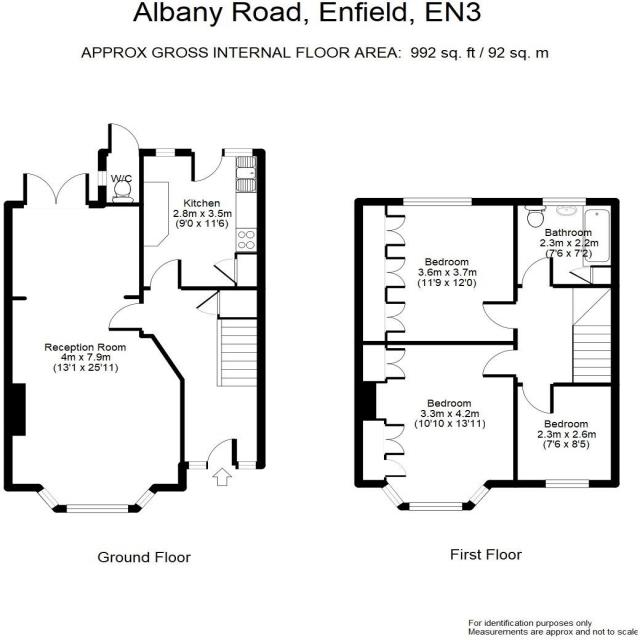 Albany Road, Enfield, EN3
APPROX GROSS INTERNAL FLOOR AREA: 992 sq. ft / 92 sq. m
W/C
Kitchen
2.8m x 3.5m
(9'0 x 11'6)
Reception Room
4m x 7.9m
(13'1 x 25'11)
Ground Floor
Bathroom
2.3m x 2.2m
(7'6 x 7'2)
Bedroom
3.6m x 3.7m
(11'9 x 12'0)
Bedroom
3.3m x 4.2m
(10'10 x 13'11)
Bedroom
2.3m x 2.6m
(7'6 x 8'5)
First Floor
For identification purposes only
Measurements are approx and not to scale